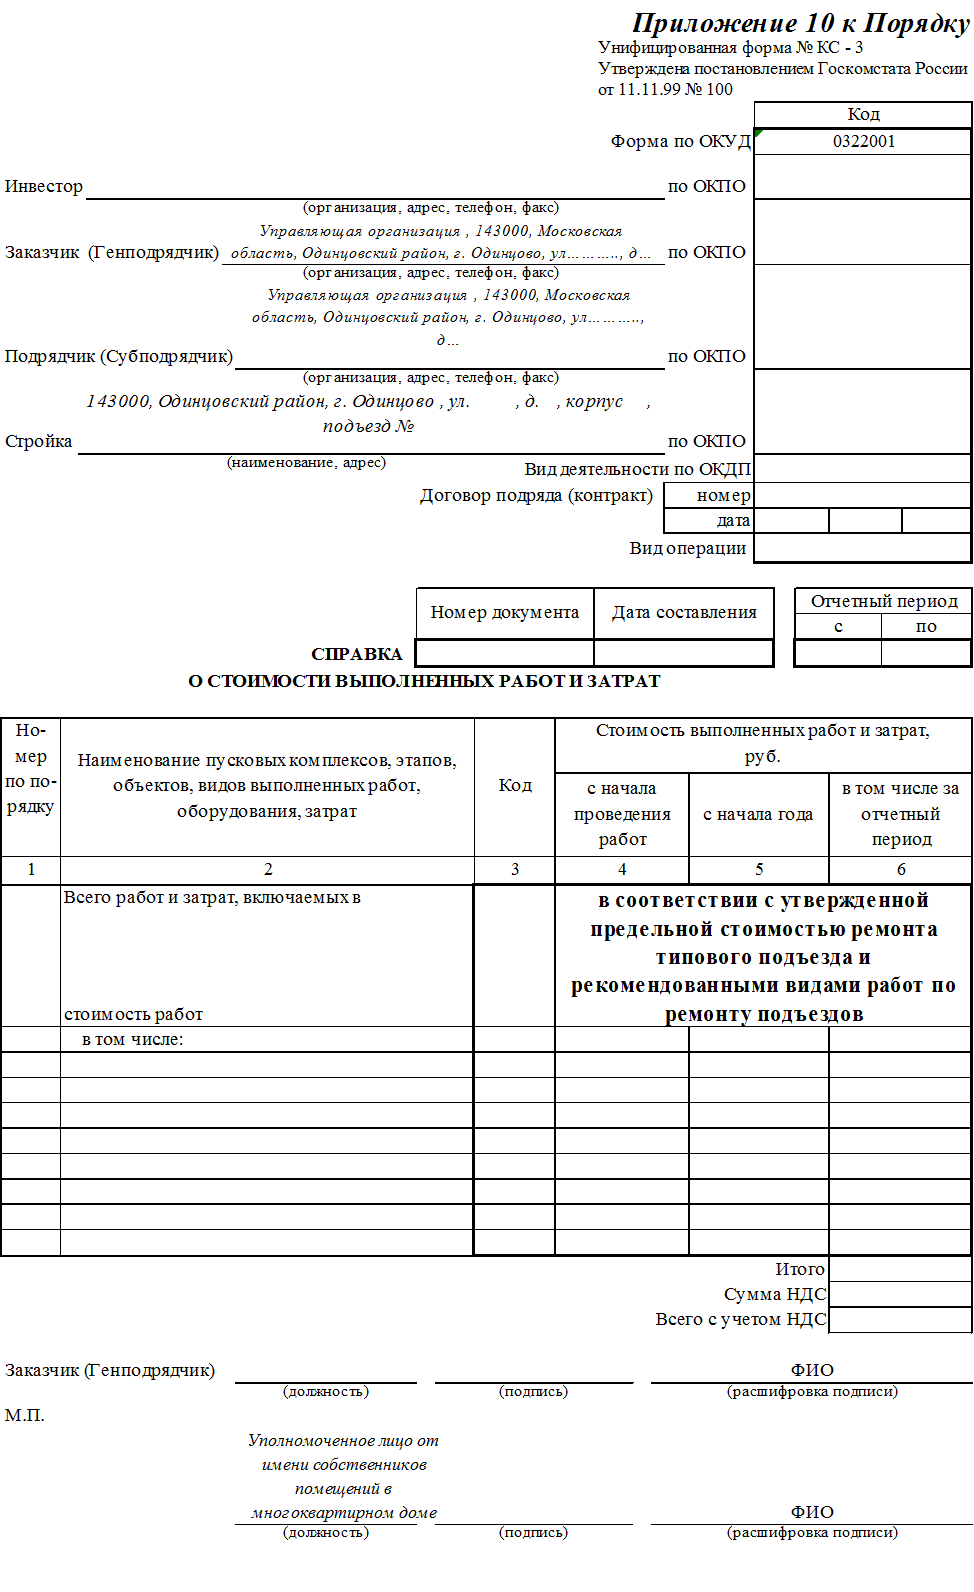 Приложение 10 к Порядку
Унифицированная форма № КС - 3
Утверждена постановлением Госкомстата России
от 11.11.99 № 100
Код
Форма по ОКУД 0322001
Инвестор по ОКПО
(организация, адрес, телефон, факс)
Управляющая организация , 143000, Московская
Заказчик (Генподрядчик) область, Одинцовский район, г. Одинцово, ул……….., д… по ОКПО
(организация, адрес, телефон, факс)
Управляющая организация , 143000, Московская
область, Одинцовский район, г. Одинцово, ул………..,
д…
Подрядчик (Субподрядчик) по ОКПО
(организация, адрес, телефон, факс)
143000, Одинцовский район, г. Одинцово , ул. , д. , корпус ,
подъезд №
Стройка по ОКПО
(наименование, адрес)
Вид деятельности по ОКДП
Договор подряда (контракт) номер
дата
Вид операции
Номер документа Дата составления Отчетный период
с по
СПРАВКА
О СТОИМОСТИ ВЫПОЛНЕННЫХ РАБОТ И ЗАТРАТ
Но-
мер
по по-
рядку
Наименование пусковых комплексов, этапов,
объектов, видов выполненных работ,
оборудования, затрат
Код
Стоимость выполненных работ и затрат,
руб.
с начала
проведения
работ
с начала года
в том числе за
отчетный
период
1 2 3 4 5 6
Всего работ и затрат, включаемых в
стоимость работ
в соответствии с утвержденной
предельной стоимостью ремонта
типового подъезда и
рекомендованными видами работ по
ремонту подъездов
в том числе:
Итого
Сумма НДС
Всего с учетом НДС
Заказчик (Генподрядчик) ФИО
(должность) (подпись) (расшифровка подписи)
М.П.
Уполномоченное лицо от
имени собственников
помещений в
многоквартирном доме ФИО
(должность) (подпись) (расшифровка подписи)